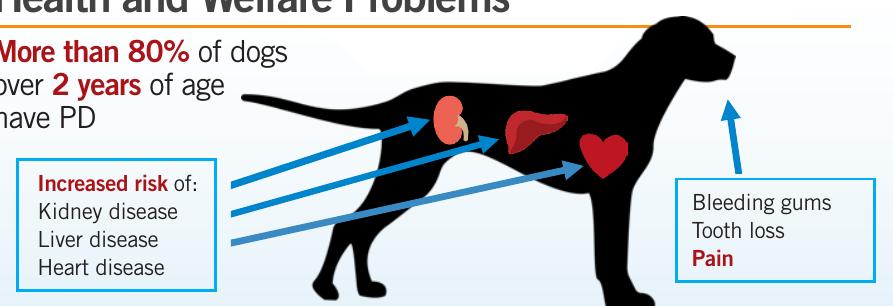 Health and Welfare Problems
More than 80% of dogs
over 2 years of age
have PD
Increased risk of:
Kidney disease
Liver disease
Heart disease
Bleeding gums
Tooth loss
Pain